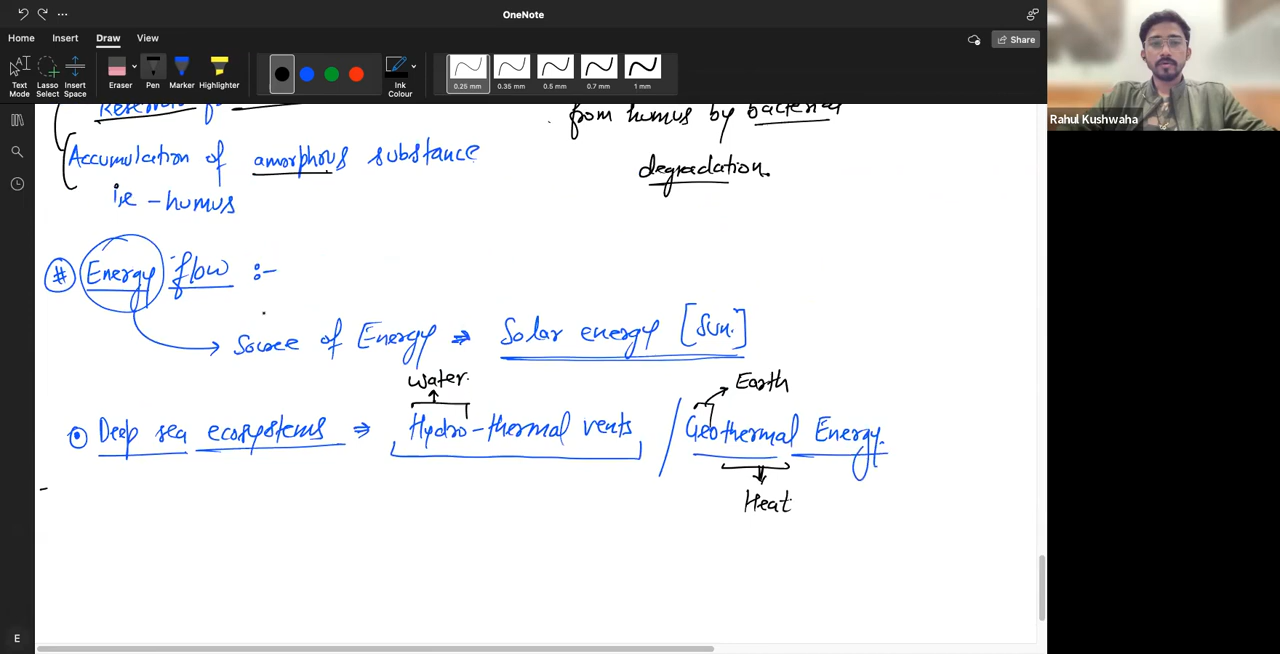 OneNote
Home Insert Draw View
Share
Text Mode Lasso Select Insert Space Eraser Pen Marker Highlighter Ink Colour 0.25 mm 0.35 mm 0.5 mm 0.7 mm 1 mm
Rahul Kushwaha
from humus by bacterial
degradation.
Accumulation of amorphous substance
i.e - humus
# Energy flow :-
Source of Energy ⇒ Solar energy [Sun.]
Water. Earth
Deep sea ecosystems ⇒ Hydro-thermal vents / Geothermal Energy.
Heat
E